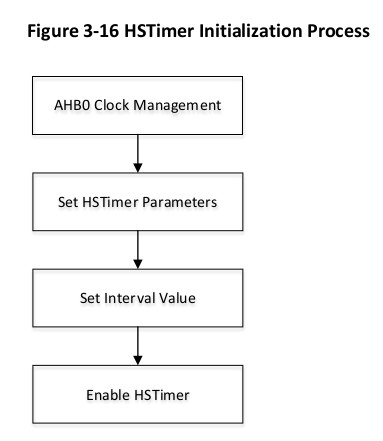 Figure 3-16 HSTimer Initialization Process
AHB0 Clock Management
Set HSTimer Parameters
Set Interval Value
Enable HSTimer